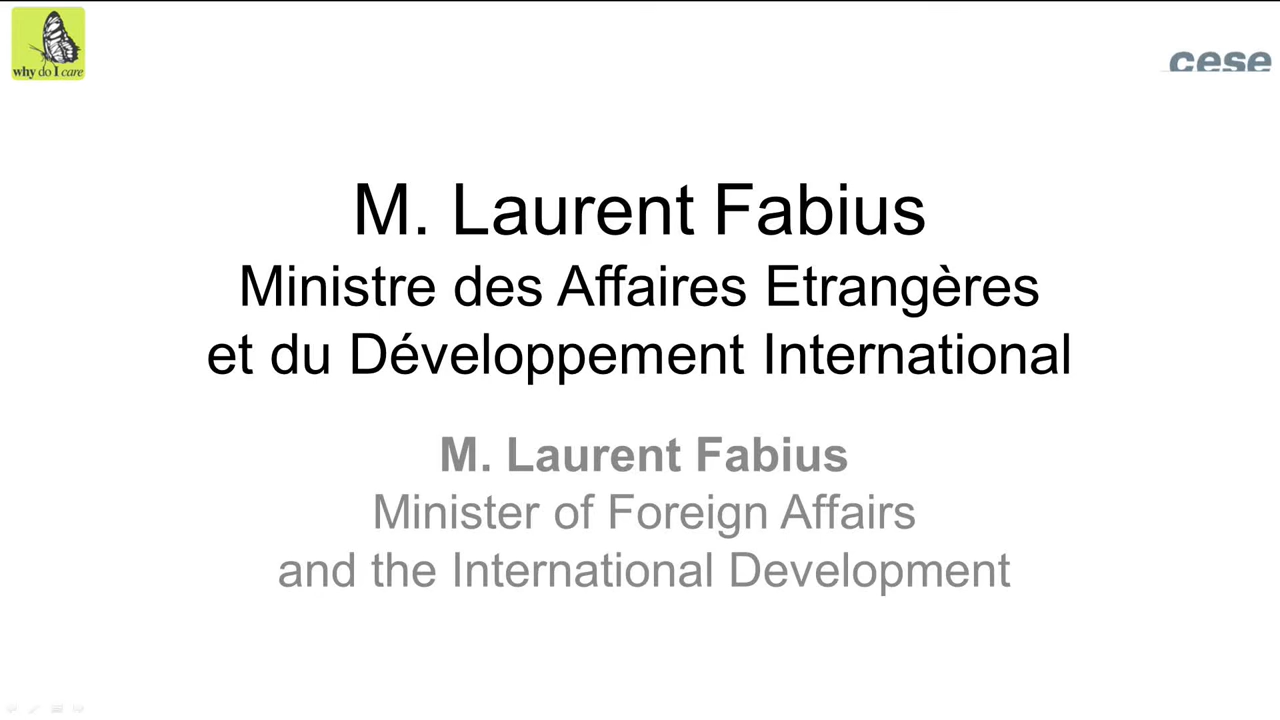 why do I care
cese
M. Laurent Fabius
Ministre des Affaires Etrangères
et du Développement International
M. Laurent Fabius
Minister of Foreign Affairs
and the International Development